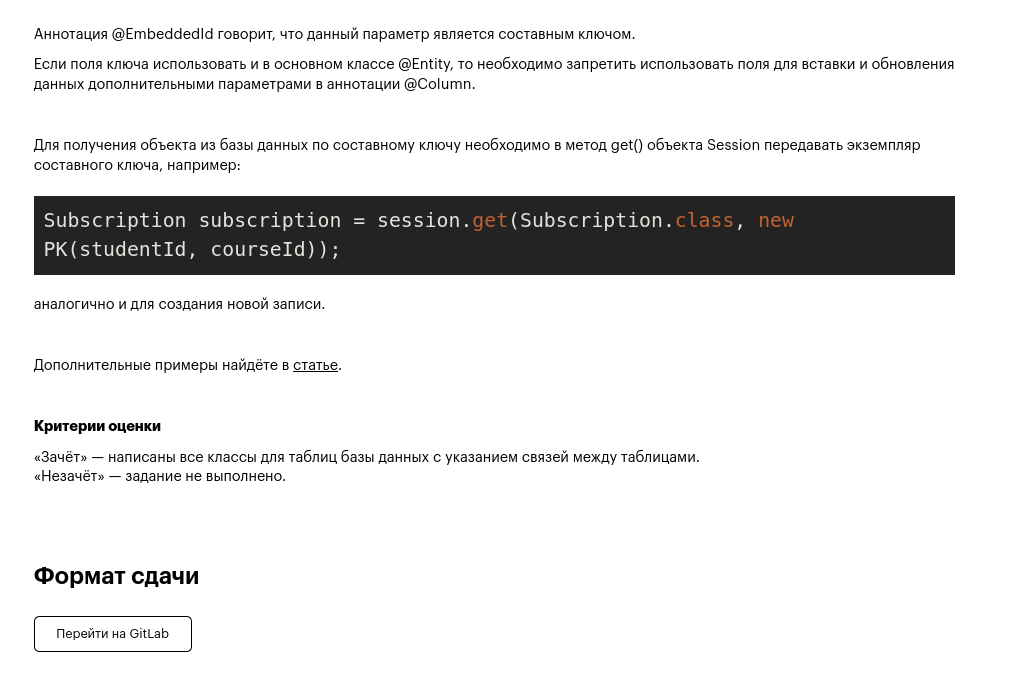 Аннотация @EmbeddedId говорит, что данный параметр является составным ключом.
Если поля ключа использовать и в основном классе @Entity, то необходимо запретить использовать поля для вставки и обновления
данных дополнительными параметрами в аннотации @Column.
Для получения объекта из базы данных по составному ключу необходимо в метод get() объекта Session передавать экземпляр
составного ключа, например:
Subscription subscription = session.get(Subscription.class, new
PK(studentId, courseId));
аналогично и для создания новой записи.
Дополнительные примеры найдёте в статье.
Критерии оценки
«Зачёт» — написаны все классы для таблиц базы данных с указанием связей между таблицами.
«Незачёт» — задание не выполнено.
Формат сдачи
Перейти на GitLab